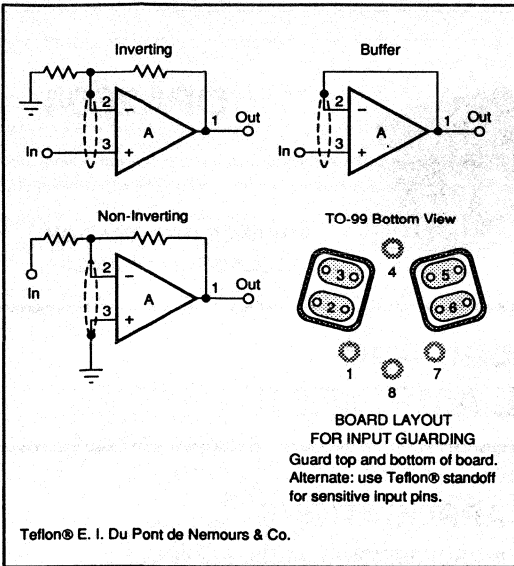 Inverting
Buffer
2
–
A
3
+
In
1
Out
2
–
A
3
+
In
1
Out
Non-Inverting
In
2
–
A
3
+
1
Out
TO-99 Bottom View
3
2
4
5
6
1
8
7
BOARD LAYOUT
FOR INPUT GUARDING
Guard top and bottom of board.
Alternate: use Teflon® standoff
for sensitive input pins.
Teflon® E. I. Du Pont de Nemours & Co.